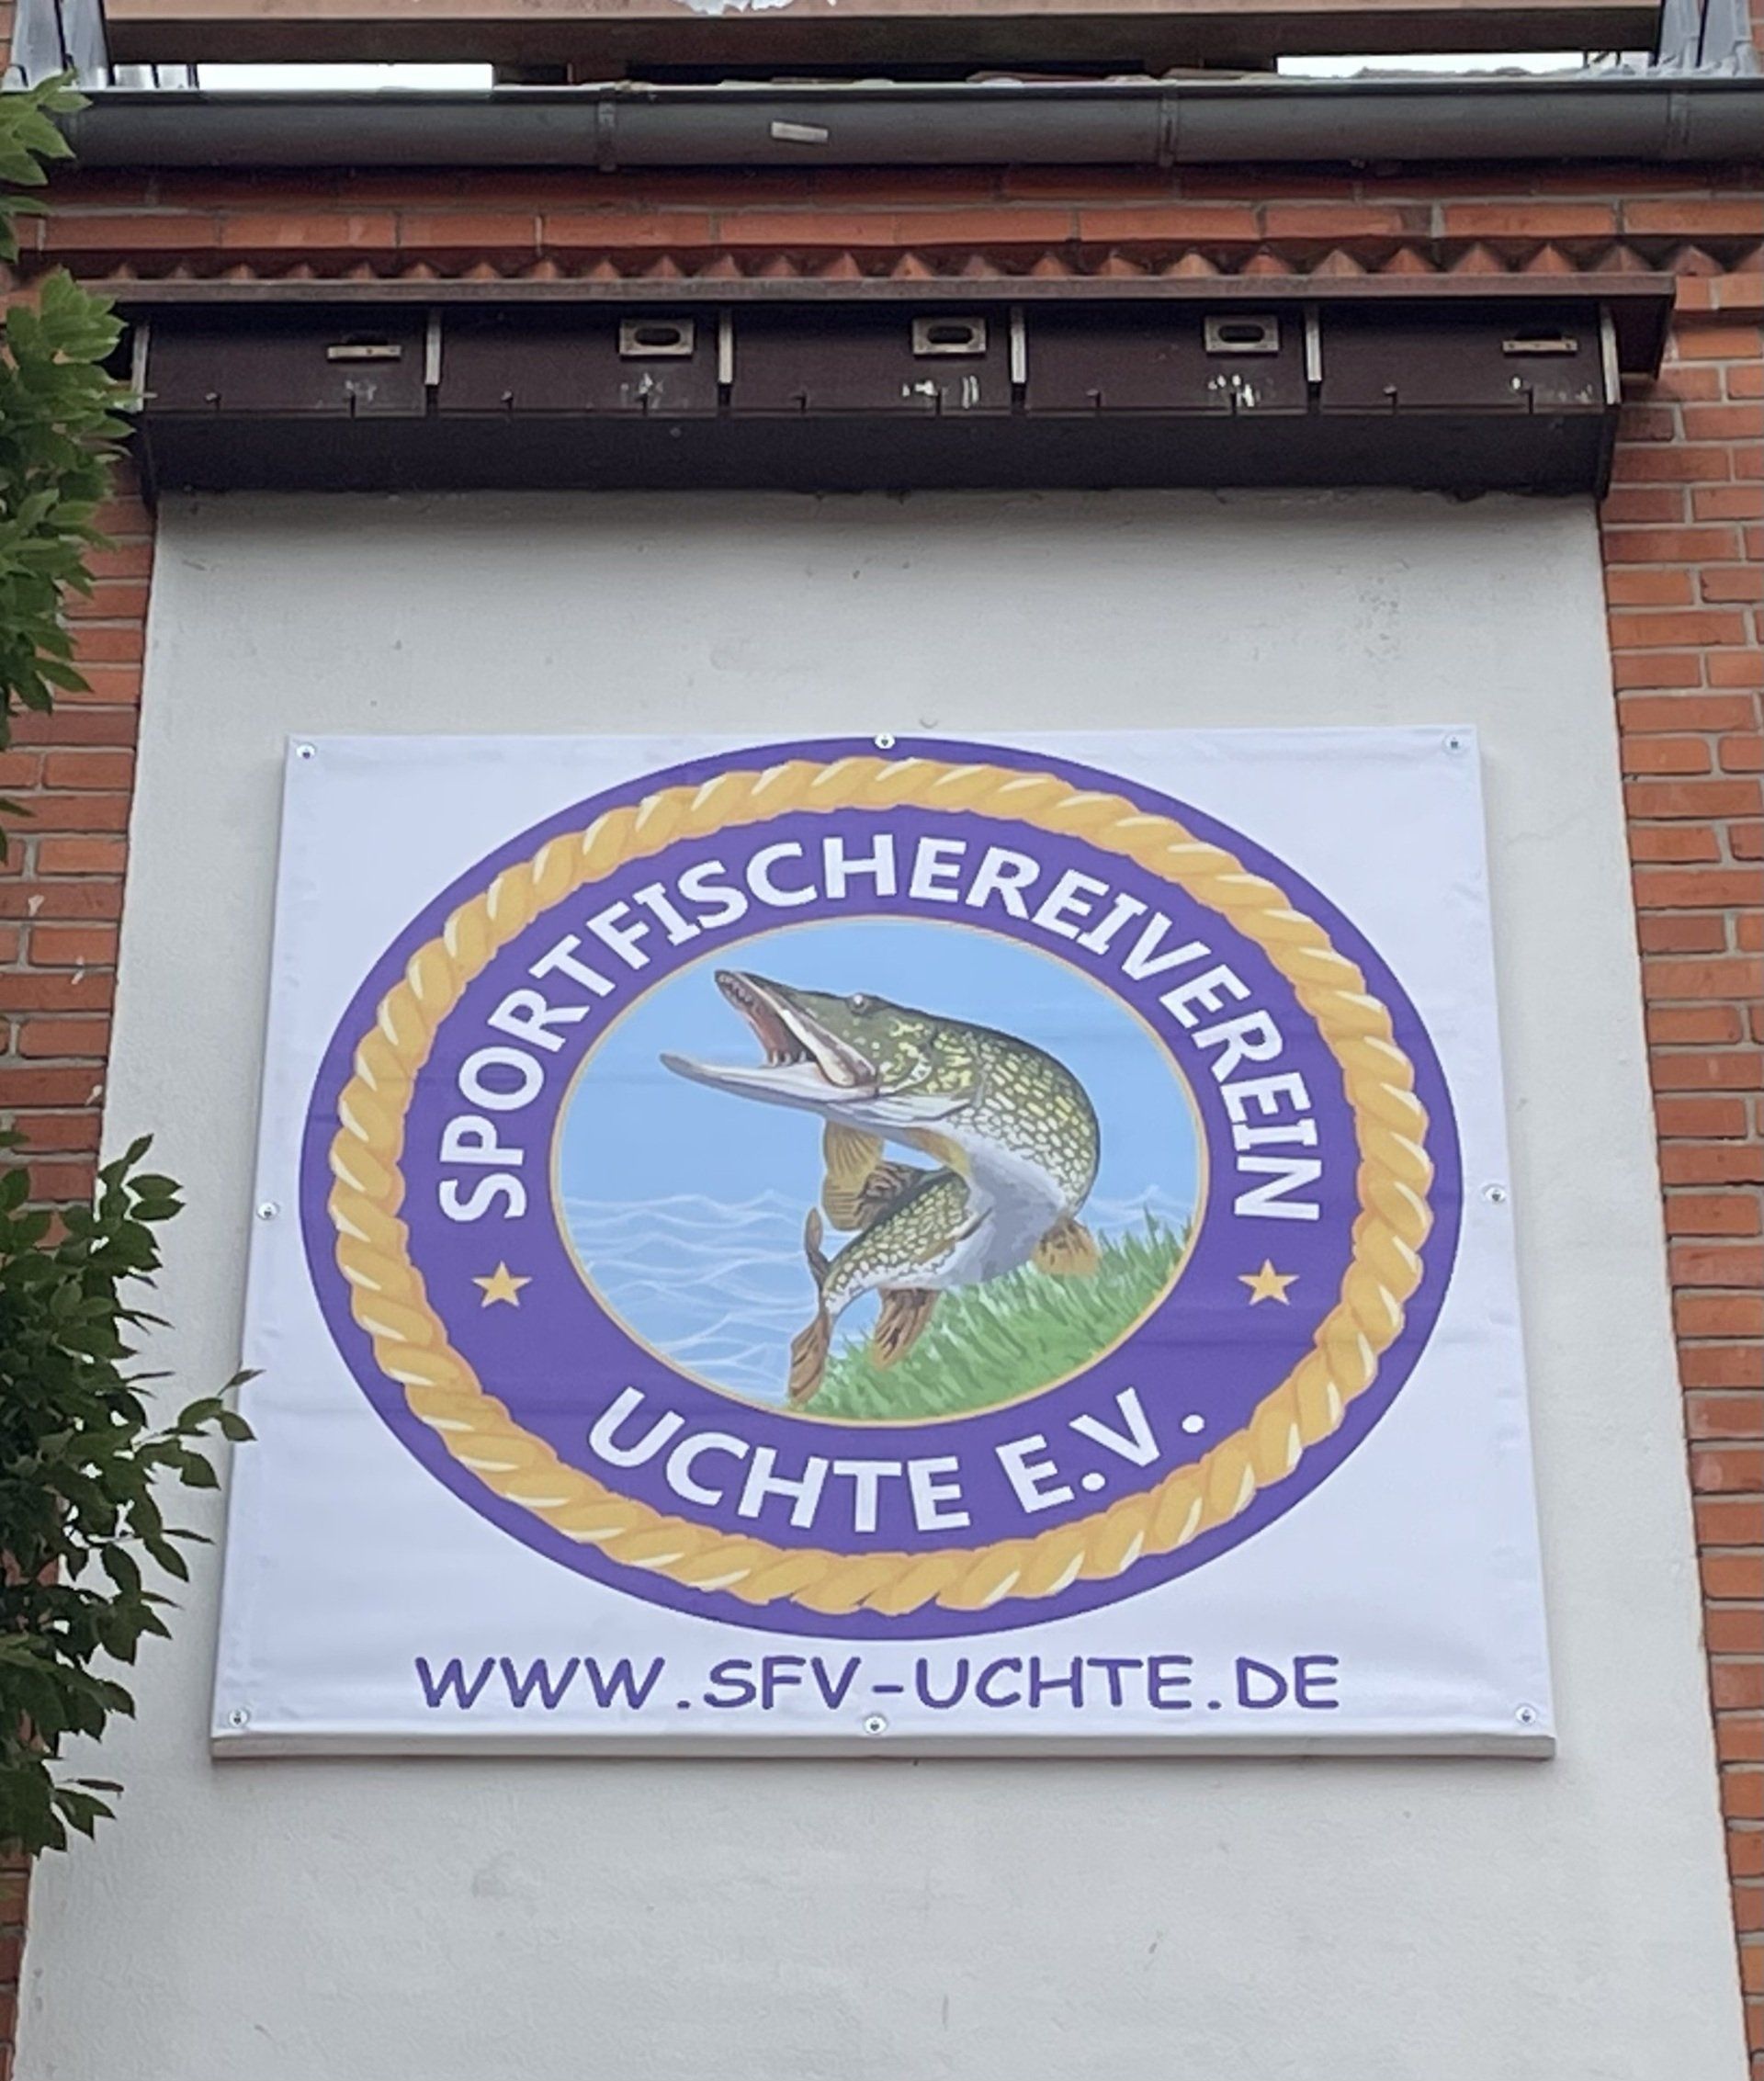 SPORTFISCHEREIVEREIN
UCHTE E.V.
WWW.SFV-UCHTE.DE